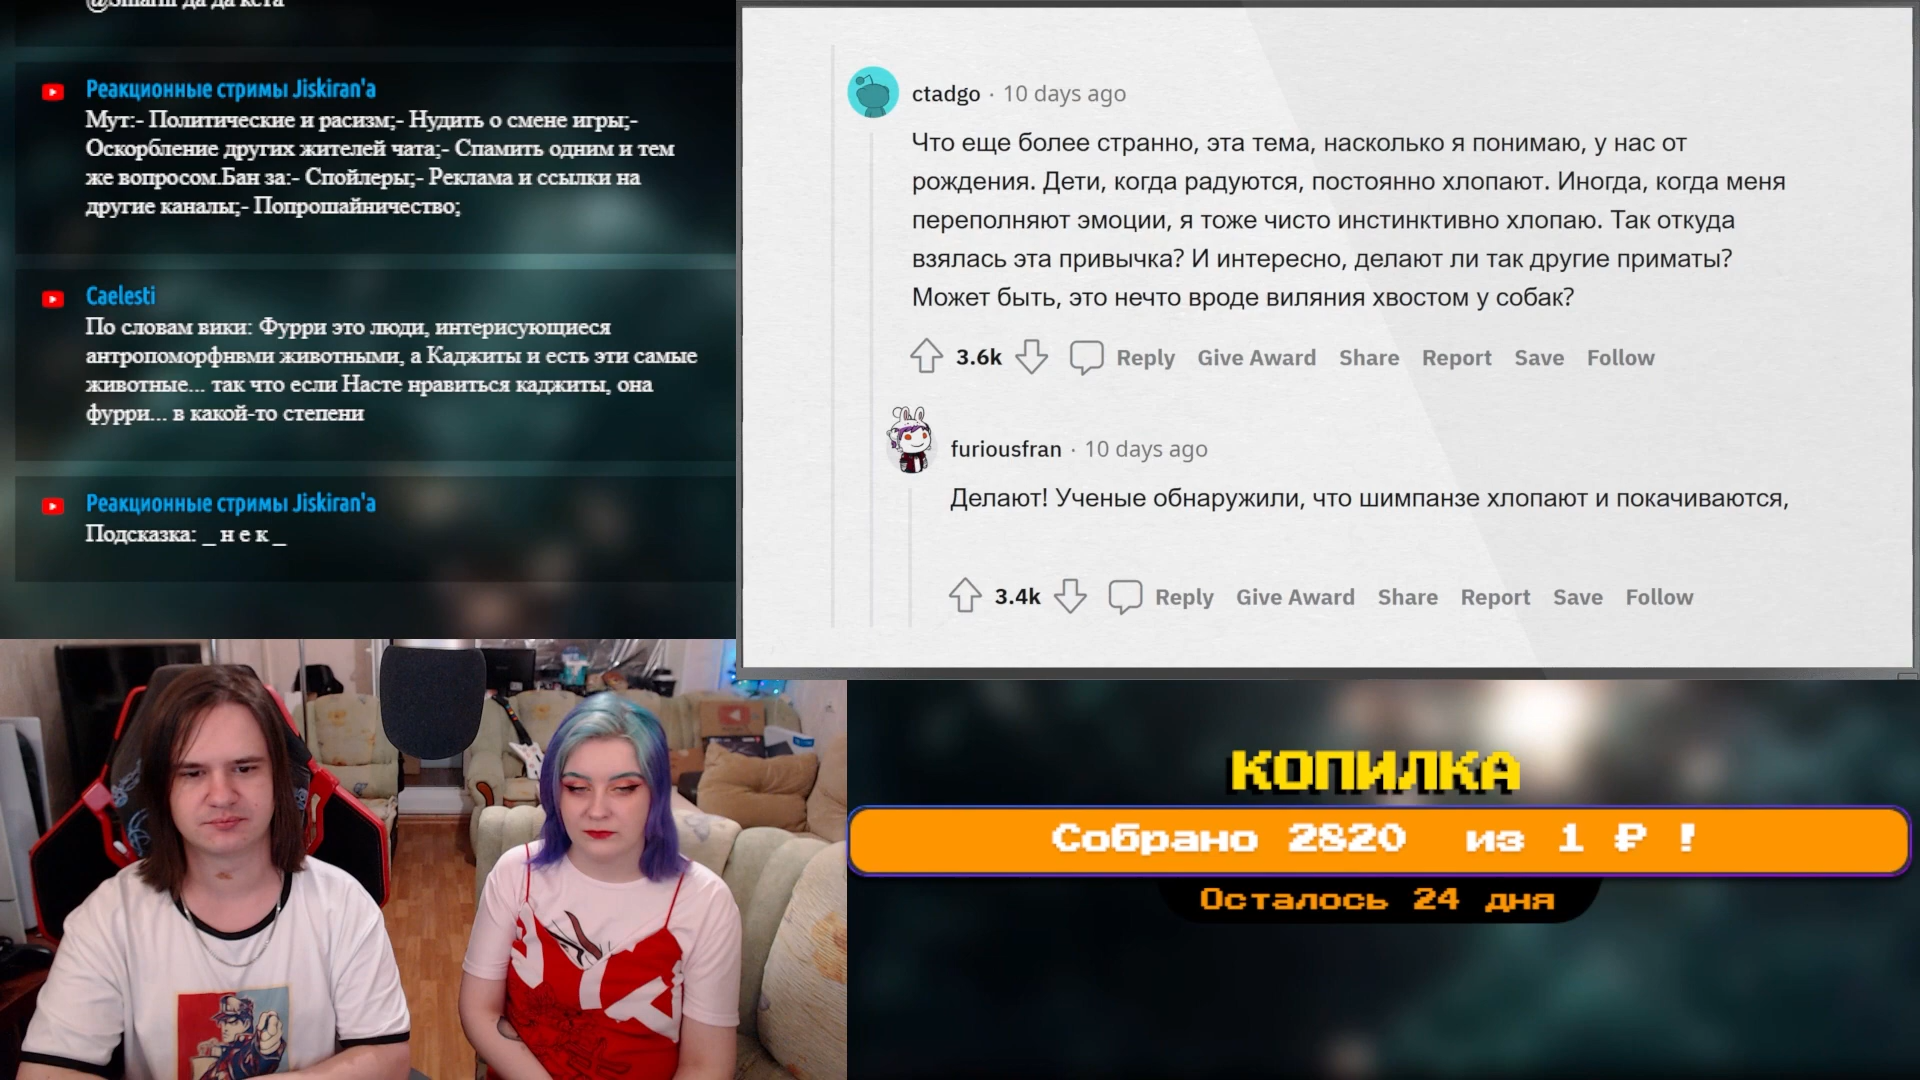 @Smarm да да кста
Реакционные стримы Jiskiran'a
Мут:- Политические и расизм;- Нудить о смене игры;-
Оскорбление других жителей чата;- Спамить одним и тем
же вопросом.Бан за:- Спойлеры;- Реклама и ссылки на
другие каналы;- Попрошайничество;
Caelesti
По словам вики: Фурри это люди, интерисующиеся
антропоморфнвми животными, а Каджиты и есть эти самые
животные... так что если Насте нравиться каджиты, она
фурри... в какой-то степени
Реакционные стримы Jiskiran'a
Подсказка: _ н е к _
ctadgo · 10 days ago
Что еще более странно, эта тема, насколько я понимаю, у нас от
рождения. Дети, когда радуются, постоянно хлопают. Иногда, когда меня
переполняют эмоции, я тоже чисто инстинктивно хлопаю. Так откуда
взялась эта привычка? И интересно, делают ли так другие приматы?
Может быть, это нечто вроде виляния хвостом у собак?
3.6k Reply Give Award Share Report Save Follow
furiousfran · 10 days ago
Делают! Ученые обнаружили, что шимпанзе хлопают и покачиваются,
3.4k Reply Give Award Share Report Save Follow
КОПИЛКА
Собрано 2820 из 1 ₽ !
Осталось 24 дня